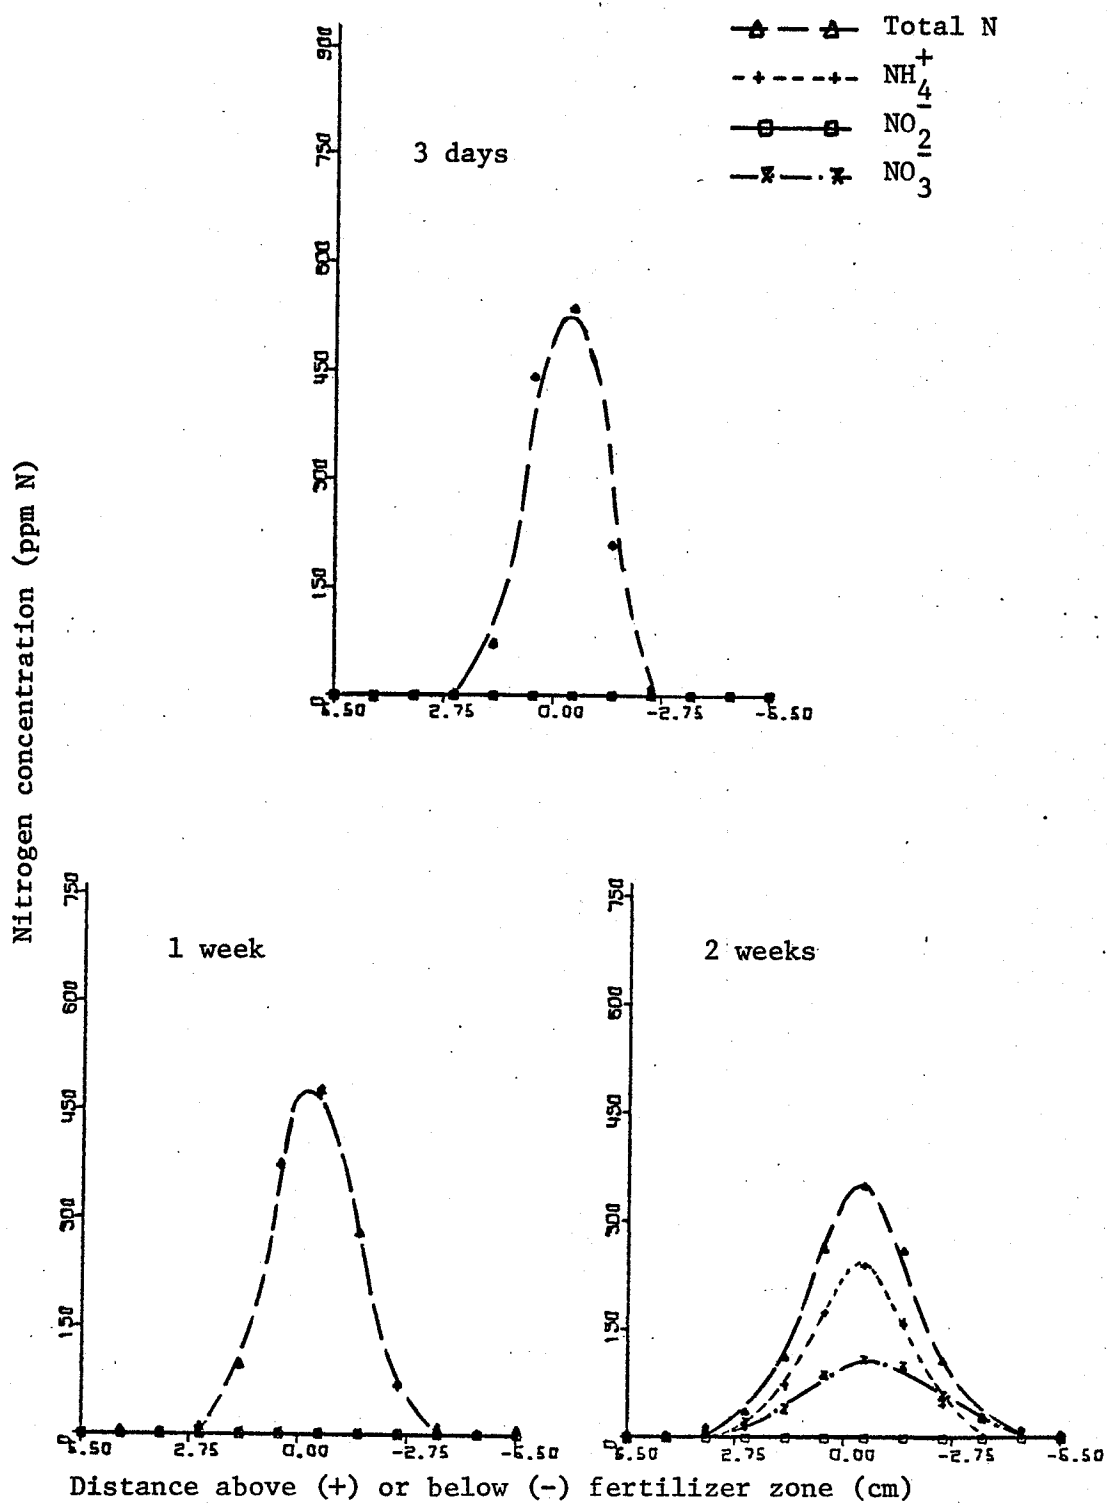 Total N
NH4+
NO2-
NO3-
3 days
900
750
600
450
300
150
0
5.50 2.75 0.00 -2.75 -5.50
Nitrogen concentration (ppm N)
1 week
750
600
450
300
150
0
5.50 2.75 0.00 -2.75 -5.50
2 weeks
750
600
450
300
150
0
5.50 2.75 0.00 -2.75 -5.50
Distance above (+) or below (-) fertilizer zone (cm)